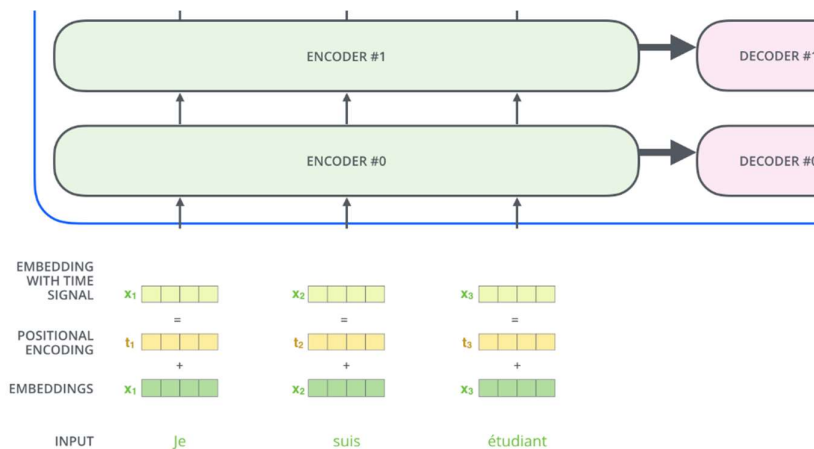 ENCODER #1
DECODER #1
ENCODER #0
DECODER #0
EMBEDDING
WITH TIME
SIGNAL
x₁
x₂
x₃
=
=
=
POSITIONAL
ENCODING
t₁
t₂
t₃
+
+
+
EMBEDDINGS
x₁
x₂
x₃
INPUT
Je
suis
étudiant